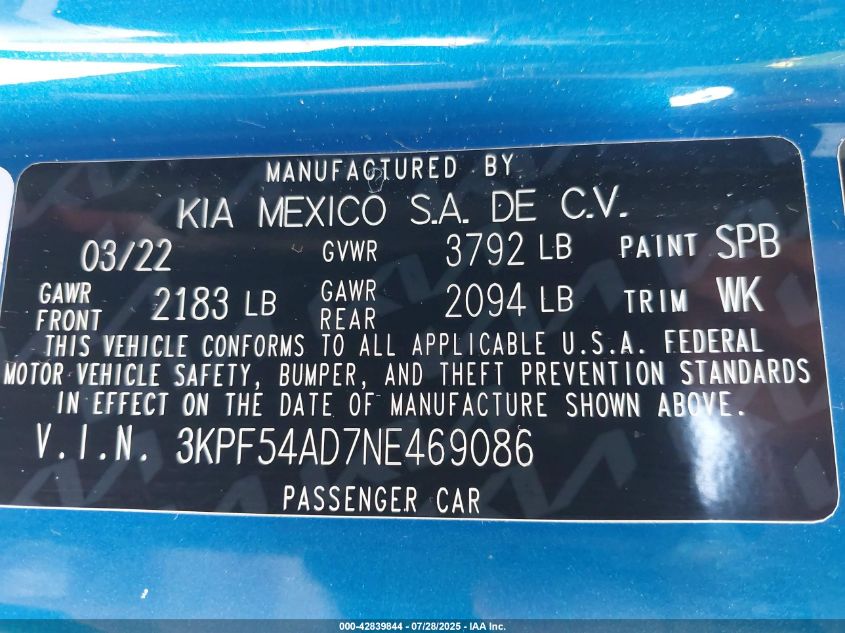 MANUFACTURED BY
KIA MEXICO S.A. DE C.V.
03/22 GVWR 3792 LB PAINT SPB
GAWR FRONT 2183 LB GAWR REAR 2094 LB TRIM WK
THIS VEHICLE CONFORMS TO ALL APPLICABLE U.S.A. FEDERAL
MOTOR VEHICLE SAFETY, BUMPER, AND THEFT PREVENTION STANDARDS
IN EFFECT ON THE DATE OF MANUFACTURE SHOWN ABOVE.
V.I.N. 3KPF54AD7NE469086
PASSENGER CAR
000-42839844 / 07/28/2025 - IAA Inc.